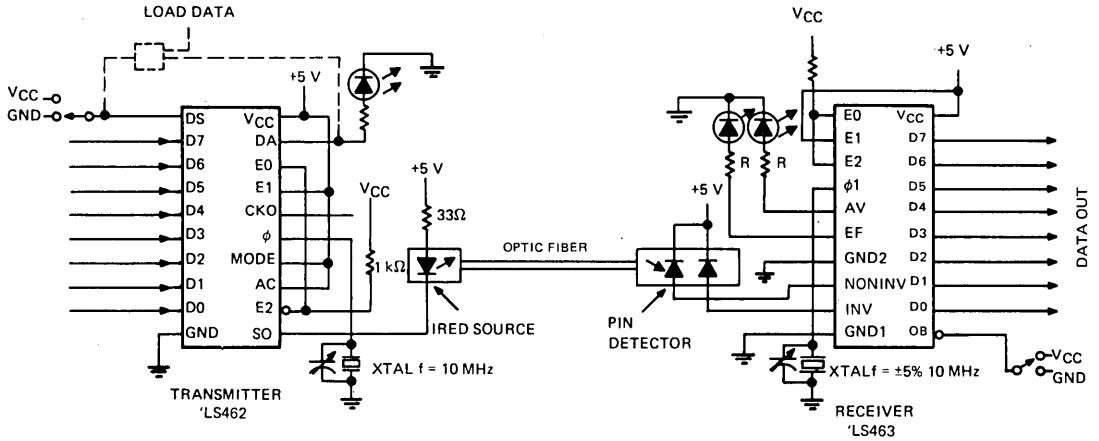 LOAD DATA
VCC
GND
+5 V
DS
D7
D6
D5
D4
D3
D2
D1
D0
GND
VCC
DA
E0
E1
CKO
φ
MODE
AC
E2
SO
TRANSMITTER
'LS462
VCC
1 kΩ
XTAL f = 10 MHz
+5 V
33Ω
IRED SOURCE
OPTIC FIBER
+5 V
PIN
DETECTOR
R
R
VCC
+5 V
E0
E1
E2
φ1
AV
EF
GND2
NONINV
INV
GND1
VCC
D7
D6
D5
D4
D3
D2
D1
D0
OB
DATA OUT
VCC
GND
XTAL f = ±5% 10 MHz
RECEIVER
'LS463